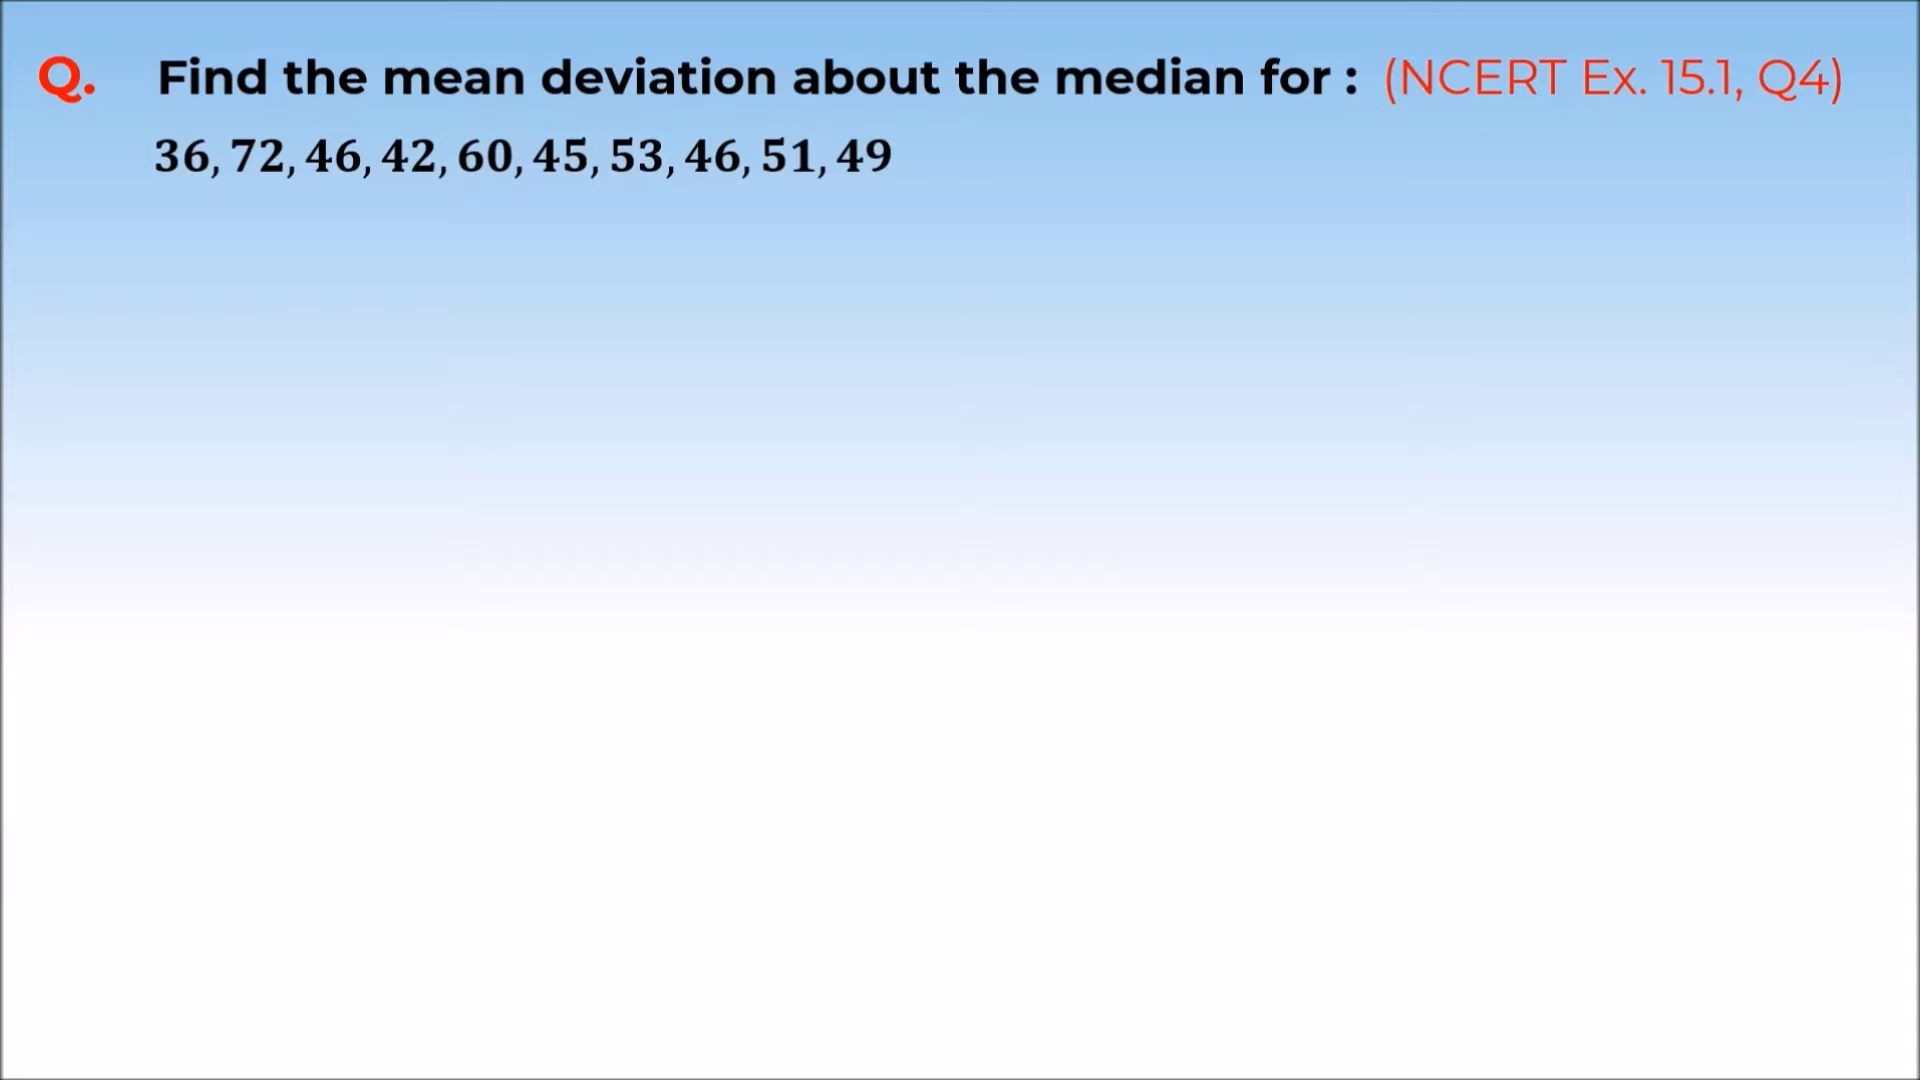 Q. Find the mean deviation about the median for : (NCERT Ex. 15.1, Q4)
36, 72, 46, 42, 60, 45, 53, 46, 51, 49